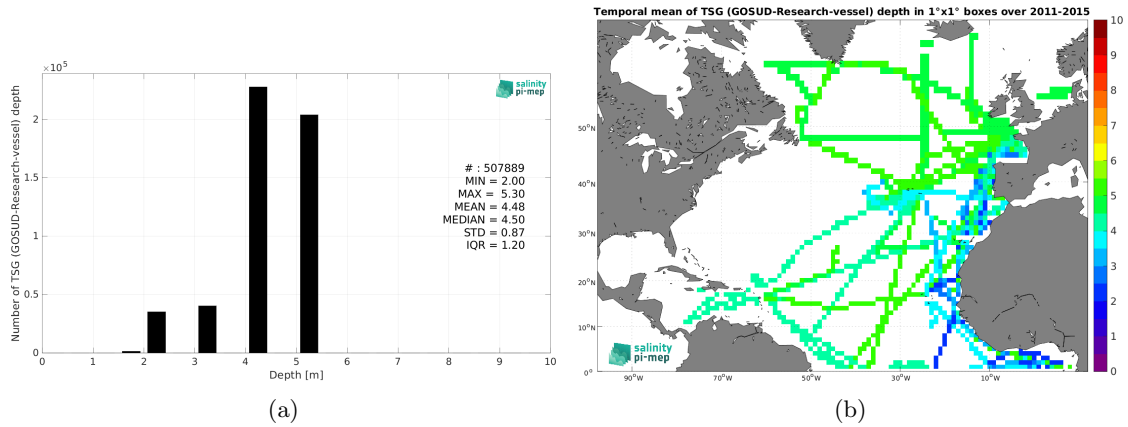 ×10⁵
2
1.5
1
0.5
0
Number of TSG (GOSUD-Research-vessel) depth
0 1 2 3 4 5 6 7 8 9 10
Depth [m]
salinity
pi-mep
# : 507889
MIN = 2.00
MAX = 5.30
MEAN = 4.48
MEDIAN = 4.50
STD = 0.87
IQR = 1.20
(a)
Temporal mean of TSG (GOSUD-Research-vessel) depth in 1°x1° boxes over 2011-2015
50°N
40°N
30°N
20°N
10°N
0°
90°W 70°W 50°W 30°W 10°W
salinity
pi-mep
10
9
8
7
6
5
4
3
2
1
0
(b)